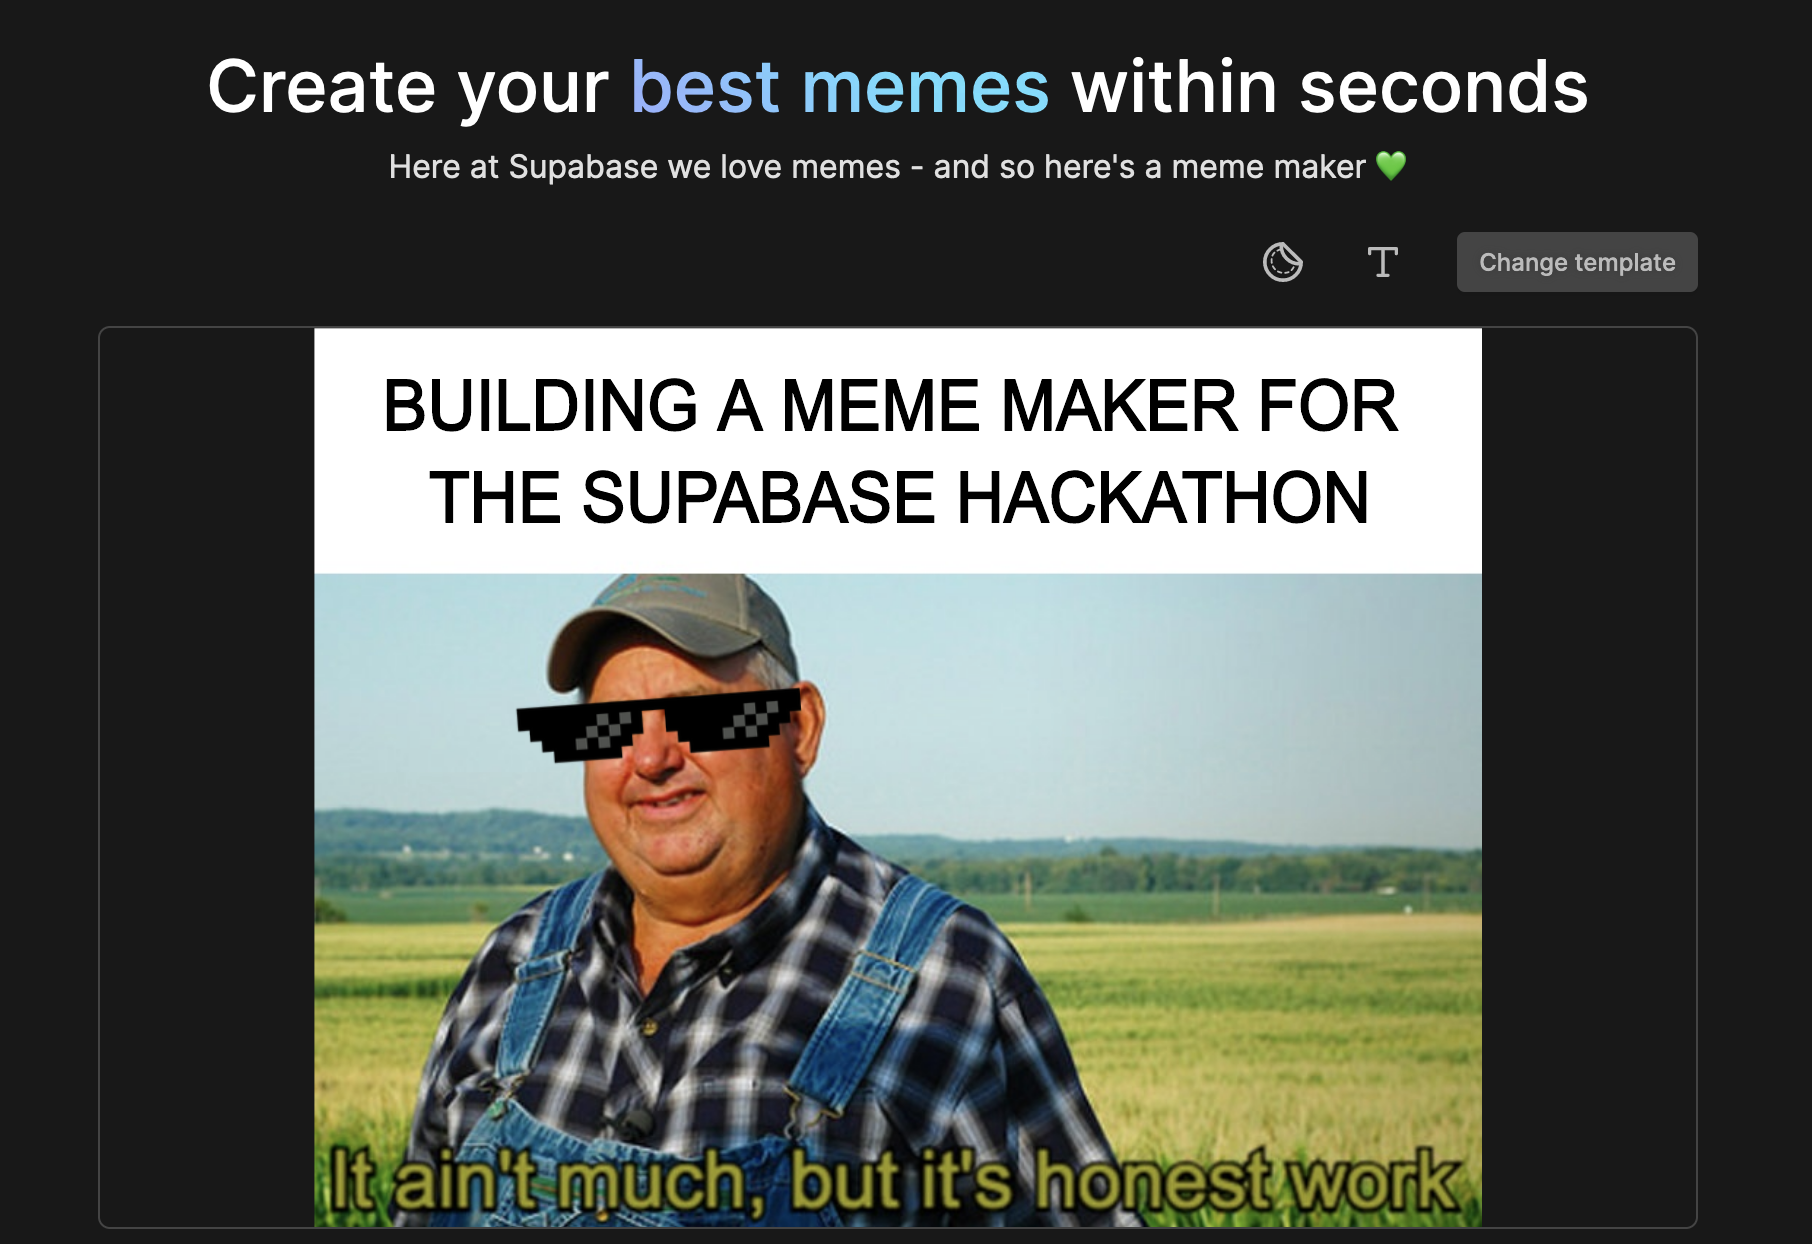 Create your best memes within seconds
Here at Supabase we love memes - and so here's a meme maker 💚
Change template
BUILDING A MEME MAKER FOR
THE SUPABASE HACKATHON
It ain't much, but it's honest work